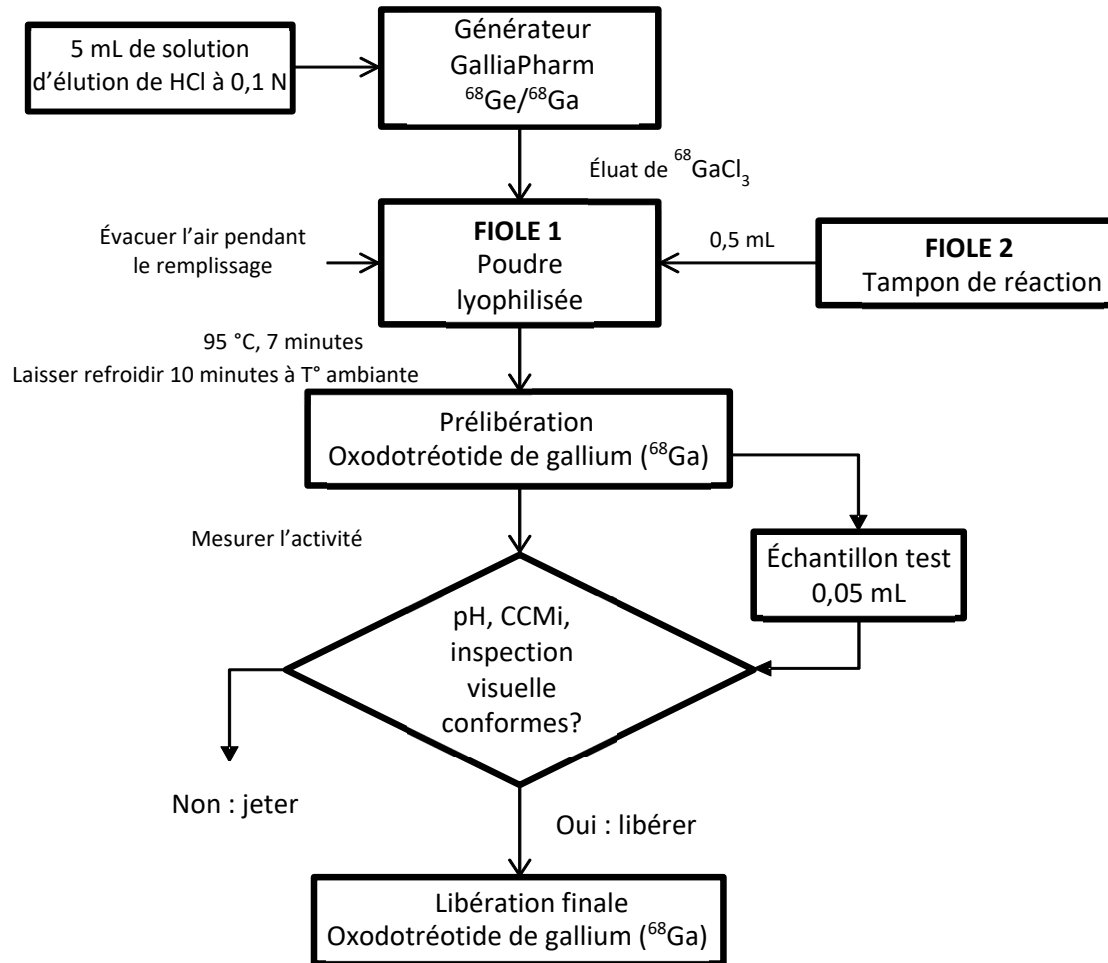 5 mL de solution
d’élution de HCl à 0,1 N
Générateur
GalliaPharm
⁶⁸Ge/⁶⁸Ga
Éluat de ⁶⁸GaCl₃
Évacuer l’air pendant
le remplissage
FIOLE 1
Poudre
lyophilisée
0,5 mL
FIOLE 2
Tampon de réaction
95 °C, 7 minutes
Laisser refroidir 10 minutes à T° ambiante
Prélibération
Oxodotréotide de gallium (⁶⁸Ga)
Mesurer l’activité
Échantillon test
0,05 mL
pH, CCMi,
inspection
visuelle
conformes?
Non : jeter
Oui : libérer
Libération finale
Oxodotréotide de gallium (⁶⁸Ga)